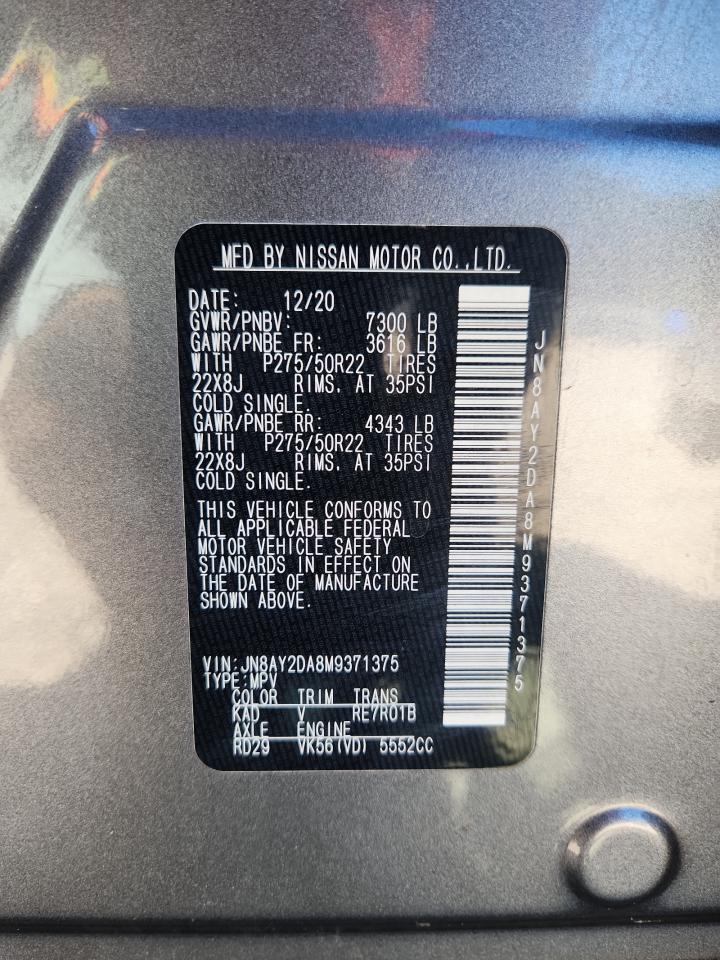 MFD BY NISSAN MOTOR CO.,LTD.
DATE: 12/20
GVWR/PNBV: 7300 LB
GAWR/PNBE FR: 3616 LB
WITH P275/50R22 TIRES
22X8J RIMS, AT 35PSI
COLD SINGLE.
GAWR/PNBE RR: 4343 LB
WITH P275/50R22 TIRES
22X8J RIMS, AT 35PSI
COLD SINGLE.
THIS VEHICLE CONFORMS TO
ALL APPLICABLE FEDERAL
MOTOR VEHICLE SAFETY
STANDARDS IN EFFECT ON
THE DATE OF MANUFACTURE
SHOWN ABOVE.
VIN:JN8AY2DA8M9371375
TYPE:MPV
COLOR TRIM TRANS
KAD V RE7R01B
AXLE ENGINE
RD29 VK56(VD) 5552CC
JN8AY2DA8M9371375